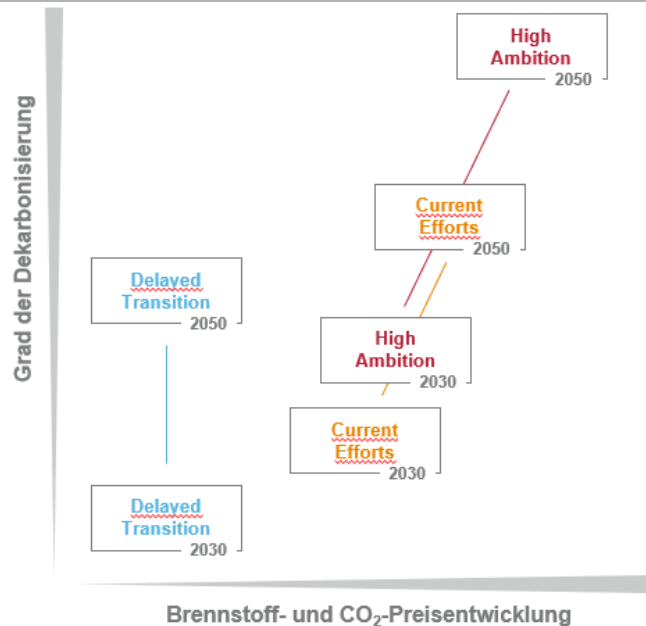 Grad der Dekarbonisierung
High
Ambition
2050
Current
Efforts
2050
Delayed
Transition
2050
High
Ambition
2030
Current
Efforts
2030
Delayed
Transition
2030
Brennstoff- und CO₂-Preisentwicklung